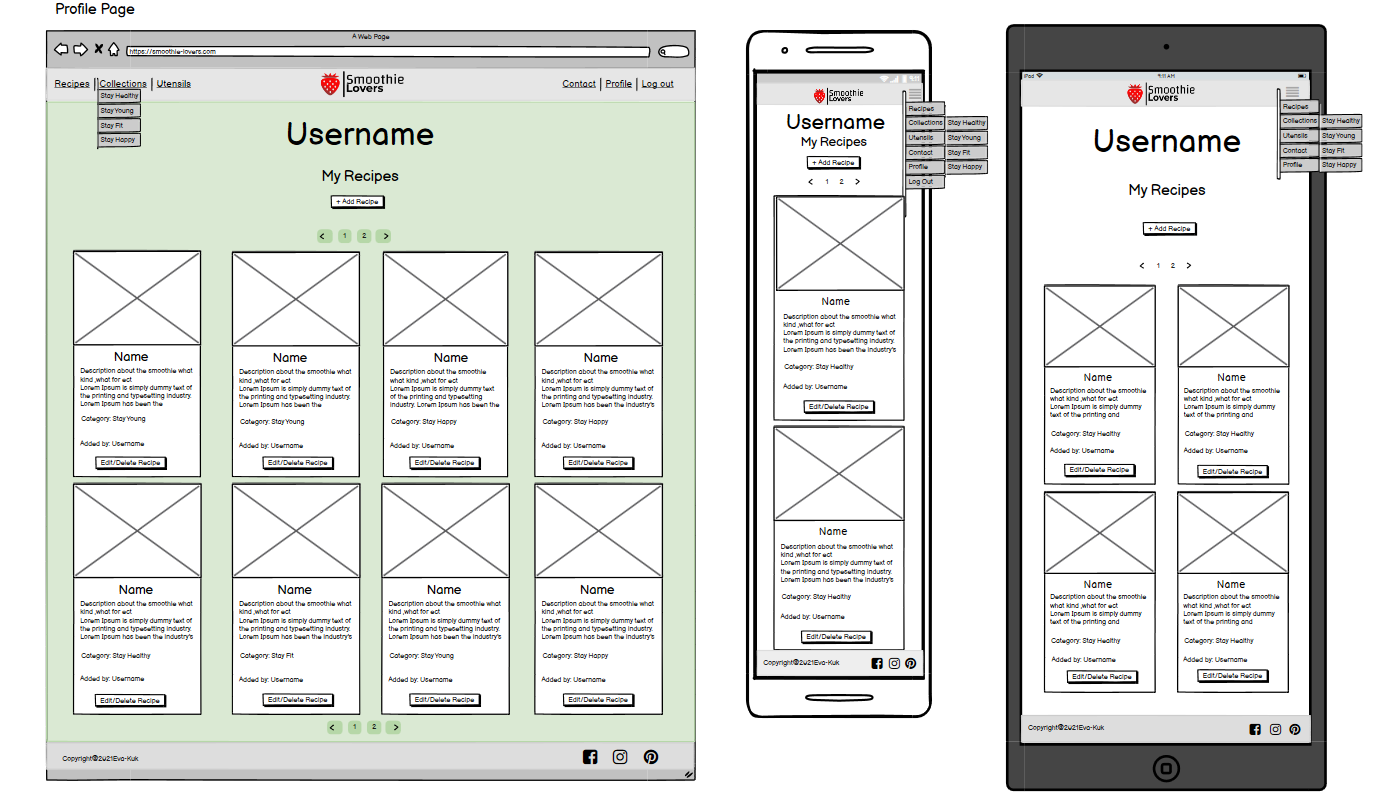 Profile Page
A Web Page
https://smoothie-lovers.com
Recipes | Collections | Utensils
Smoothie
Lovers
Contact | Profile | Log out
Stay Healthy
Stay Young
Stay Fit
Stay Happy
Username
My Recipes
+ Add Recipe
< 1 2 >
Name
Description about the smoothie what
kind ,what for ect
Lorem Ipsum is simply dummy text of
the printing and typesetting industry.
Lorem Ipsum has been the
Category: Stay Young
Added by: Username
Edit/Delete Recipe
Name
Description about the smoothie what
kind ,what for ect
Lorem Ipsum is simply dummy text of
the printing and typesetting industry.
Lorem Ipsum has been the
Category: Stay Young
Added by: Username
Edit/Delete Recipe
Name
Description about the smoothie
what kind ,what for ect
Lorem Ipsum is simply dummy text
of the printing and typesetting
industry. Lorem Ipsum has been the
Category: Stay Happy
Added by: Username
Edit/Delete Recipe
Name
Description about the smoothie what
kind ,what for ect
Lorem Ipsum is simply dummy text of
the printing and typesetting industry.
Lorem Ipsum has been the industry's
Category: Stay Happy
Added by: Username
Edit/Delete Recipe
Name
Description about the smoothie what
kind ,what for ect
Lorem Ipsum is simply dummy text of
the printing and typesetting industry.
Lorem Ipsum has been the industry's
Category: Stay Healthy
Added by: Username
Edit/Delete Recipe
Name
Description about the smoothie what
kind ,what for ect
Lorem Ipsum is simply dummy text of
the printing and typesetting industry.
Lorem Ipsum has been the industry's
Category: Stay Fit
Added by: Username
Edit/Delete Recipe
Name
Description about the smoothie what
kind ,what for ect
Lorem Ipsum is simply dummy text of
the printing and typesetting industry.
Lorem Ipsum has been the industry's
Category: Stay Young
Added by: Username
Edit/Delete Recipe
Name
Description about the smoothie what
kind ,what for ect
Lorem Ipsum is simply dummy text of
the printing and typesetting industry.
Lorem Ipsum has been the industry's
Category: Stay Happy
Added by: Username
Edit/Delete Recipe
< 1 2 >
Copyright@2021Eva-Kuk
9:11
Smoothie
Lovers
Recipes
Collections
Utensils
Contact
Profile
Log Out
Stay Healthy
Stay Young
Stay Fit
Stay Happy
Username
My Recipes
+ Add Recipe
< 1 2 >
Name
Description about the smoothie what
kind ,what for ect
Lorem Ipsum is simply dummy text of
the printing and typesetting industry.
Lorem Ipsum has been the industry's
Category: Stay Healthy
Added by: Username
Edit/Delete Recipe
Name
Description about the smoothie what
kind ,what for ect
Lorem Ipsum is simply dummy text of
the printing and typesetting industry.
Lorem Ipsum has been the industry's
Category: Stay Healthy
Added by: Username
Edit/Delete Recipe
Copyright@2021Eva-Kuk
iPad
9:11 AM
Smoothie
Lovers
Recipes
Collections
Utensils
Contact
Profile
Stay Healthy
Stay Young
Stay Fit
Stay Happy
Username
My Recipes
+ Add Recipe
< 1 2 >
Name
Description about the smoothie
what kind ,what for ect
Lorem Ipsum is simply dummy
text of the printing and
Category: Stay Healthy
Added by: Username
Edit/Delete Recipe
Name
Description about the smoothie
what kind ,what for ect
Lorem Ipsum is simply dummy
text of the printing and
Category: Stay Healthy
Added by: Username
Edit/Delete Recipe
Name
Description about the smoothie
what kind ,what for ect
Lorem Ipsum is simply dummy
text of the printing and
Category: Stay Healthy
Added by: Username
Edit/Delete Recipe
Name
Description about the smoothie
what kind ,what for ect
Lorem Ipsum is simply dummy
text of the printing and
Category: Stay Healthy
Added by: Username
Edit/Delete Recipe
Copyright@2021Eva-Kuk